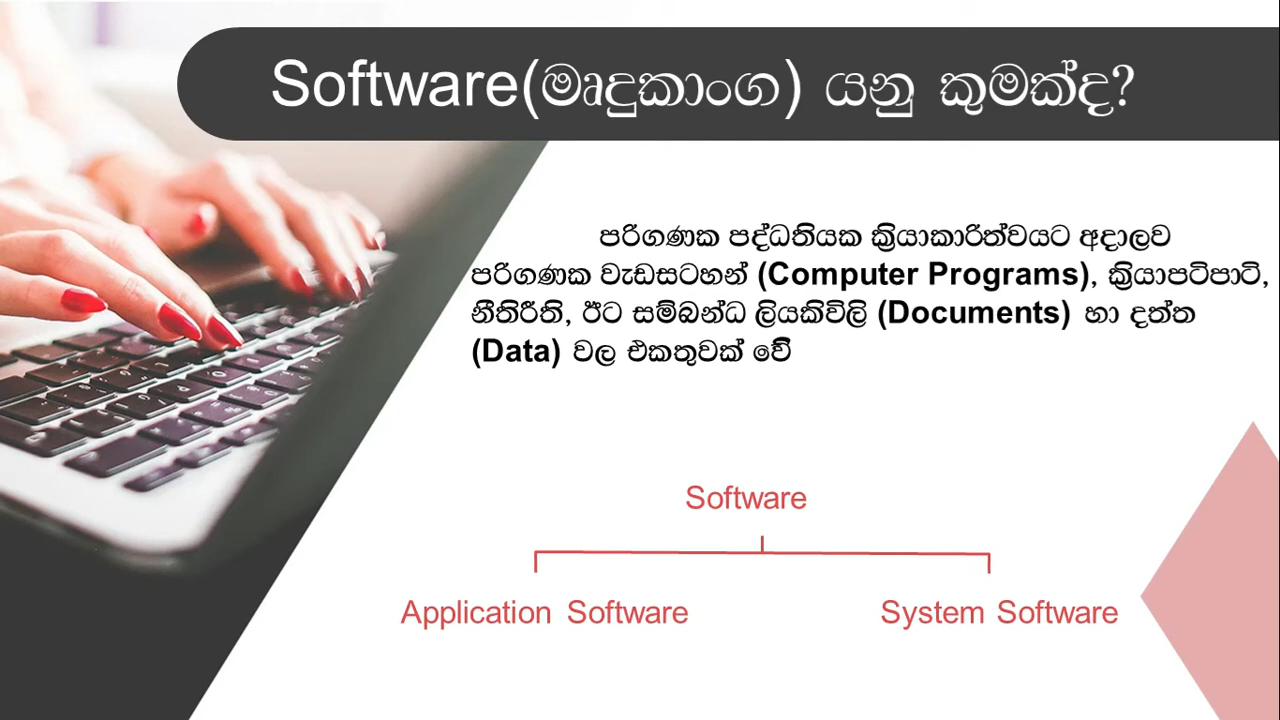 Software(මෘදුකාංග) යනු කුමක්ද?
පරිගණක පද්ධතියක ක්‍රියාකාරිත්වයට අදාලව
පරිගණක වැඩසටහන් (Computer Programs), ක්‍රියාපටිපාටි,
නීතිරීති, ඊට සම්බන්ධ ලියකිවිලි (Documents) හා දත්ත
(Data) වල එකතුවක් වේ
Software
Application Software System Software